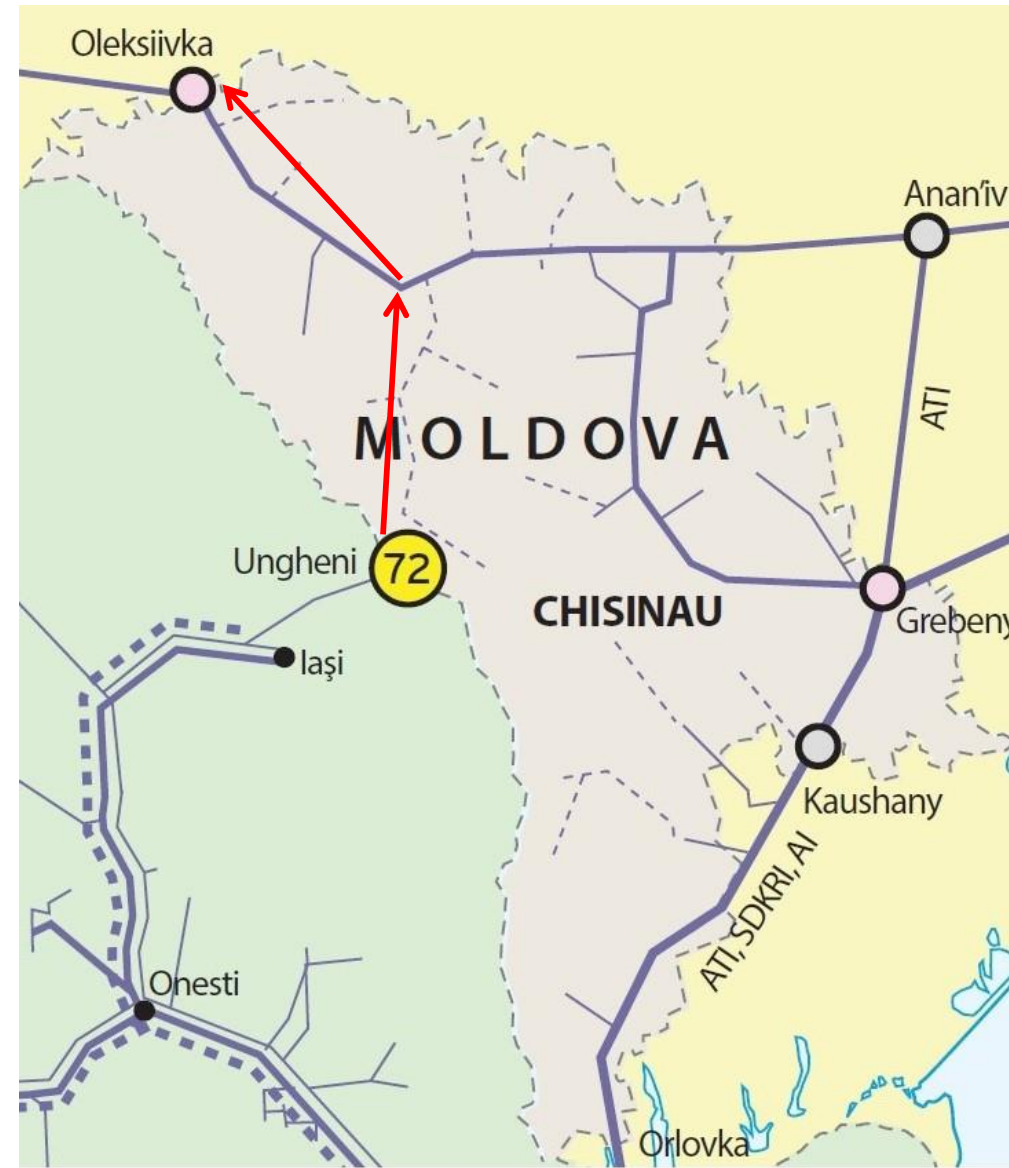 Oleksiivka
Anan'iv
ATI
MOLDOVA
Ungheni
72
CHISINAU
Grebeny
Iaşi
Kaushany
ATI, SDKRI, AI
Onesti
Orlovka